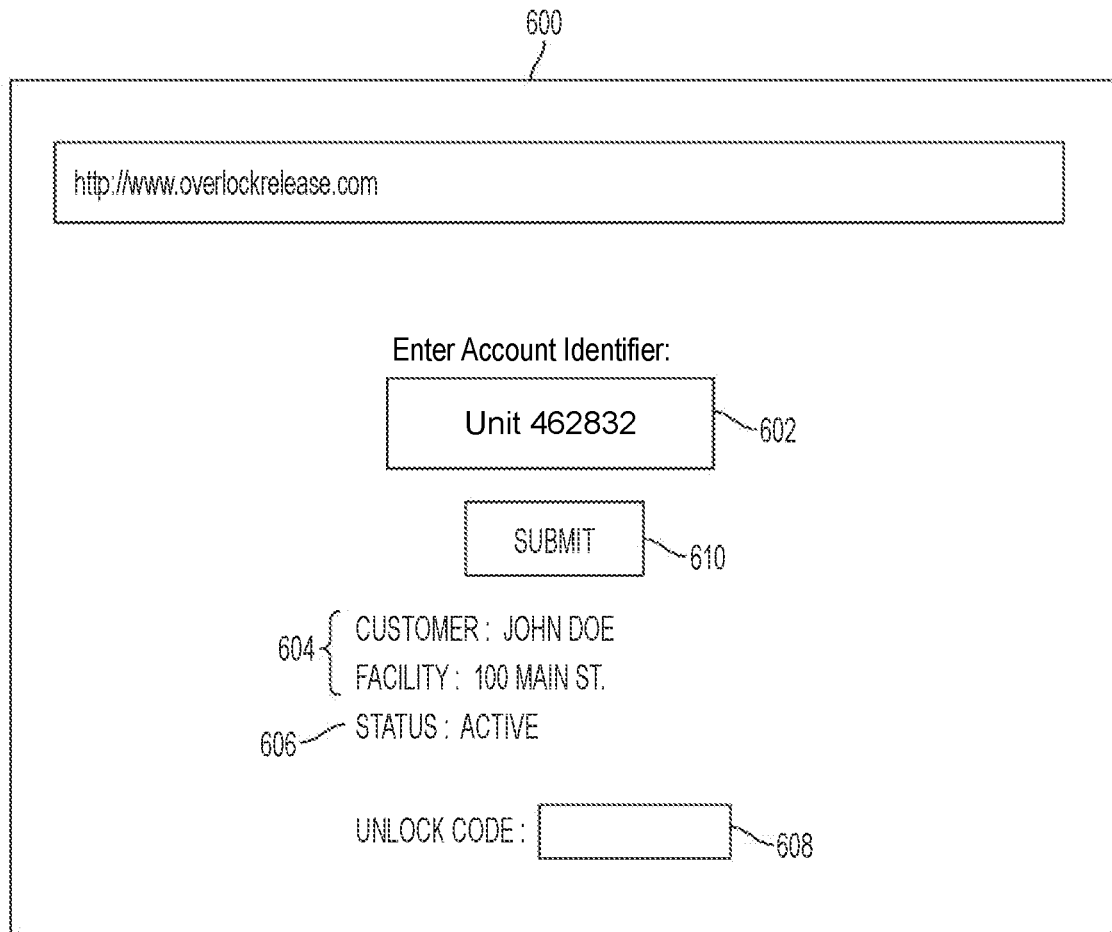 600
http://www.overlockrelease.com
Enter Account Identifier:
Unit 462832
602
SUBMIT
610
604
CUSTOMER : JOHN DOE
FACILITY : 100 MAIN ST.
606
STATUS : ACTIVE
UNLOCK CODE :
608